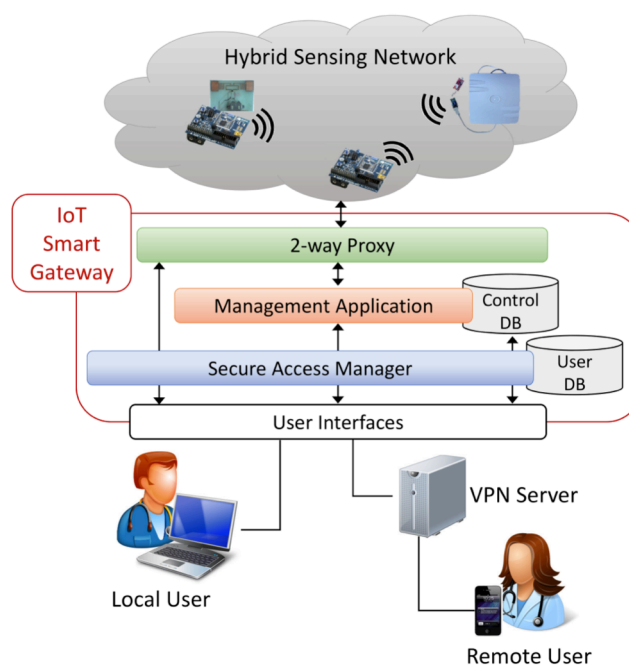 Hybrid Sensing Network
IoT
Smart
Gateway
2-way Proxy
Management Application
Control
DB
Secure Access Manager
User
DB
User Interfaces
VPN Server
Local User
Remote User